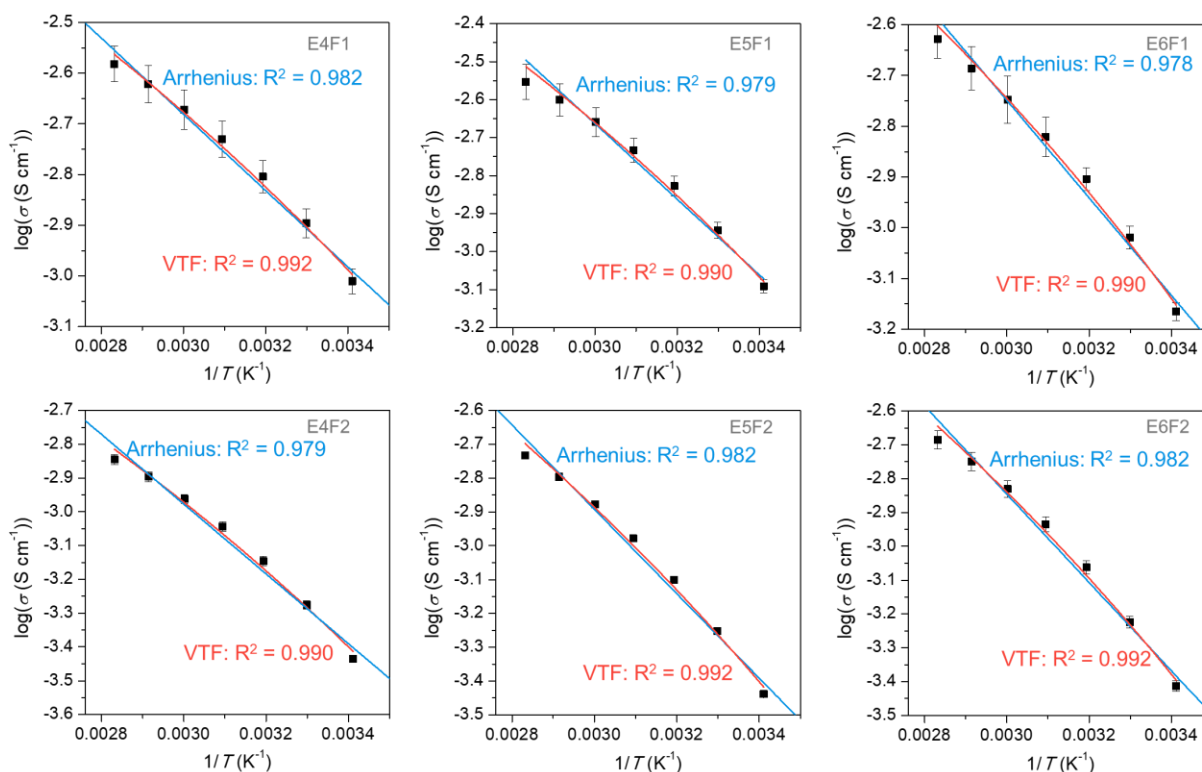 E4F1
Arrhenius: R² = 0.982
VTF: R² = 0.992
log(σ (S cm⁻¹))
-2.5
-2.6
-2.7
-2.8
-2.9
-3.0
-3.1
0.0028 0.0030 0.0032 0.0034
1/T (K⁻¹)
E5F1
Arrhenius: R² = 0.979
VTF: R² = 0.990
log(σ (S cm⁻¹))
-2.4
-2.5
-2.6
-2.7
-2.8
-2.9
-3.0
-3.1
-3.2
0.0028 0.0030 0.0032 0.0034
1/T (K⁻¹)
E6F1
Arrhenius: R² = 0.978
VTF: R² = 0.990
log(σ (S cm⁻¹))
-2.6
-2.7
-2.8
-2.9
-3.0
-3.1
-3.2
0.0028 0.0030 0.0032 0.0034
1/T (K⁻¹)
E4F2
Arrhenius: R² = 0.979
VTF: R² = 0.990
log(σ (S cm⁻¹))
-2.7
-2.8
-2.9
-3.0
-3.1
-3.2
-3.3
-3.4
-3.5
-3.6
0.0028 0.0030 0.0032 0.0034
1/T (K⁻¹)
E5F2
Arrhenius: R² = 0.982
VTF: R² = 0.992
log(σ (S cm⁻¹))
-2.6
-2.7
-2.8
-2.9
-3.0
-3.1
-3.2
-3.3
-3.4
-3.5
0.0028 0.0030 0.0032 0.0034
1/T (K⁻¹)
E6F2
Arrhenius: R² = 0.982
VTF: R² = 0.992
log(σ (S cm⁻¹))
-2.6
-2.7
-2.8
-2.9
-3.0
-3.1
-3.2
-3.3
-3.4
-3.5
0.0028 0.0030 0.0032 0.0034
1/T (K⁻¹)